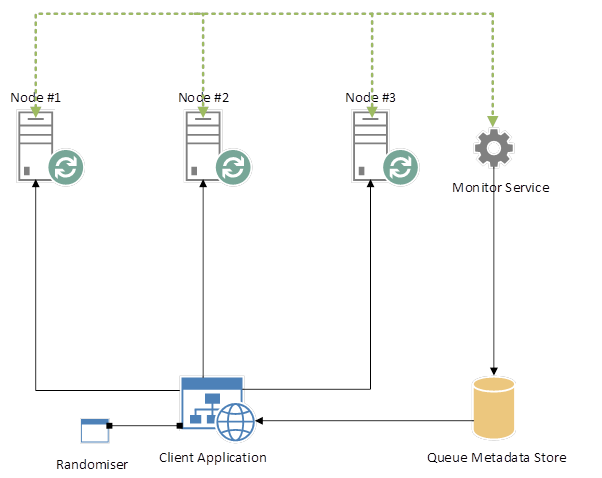 Node #1
Node #2
Node #3
Monitor Service
Randomiser
Client Application
Queue Metadata Store